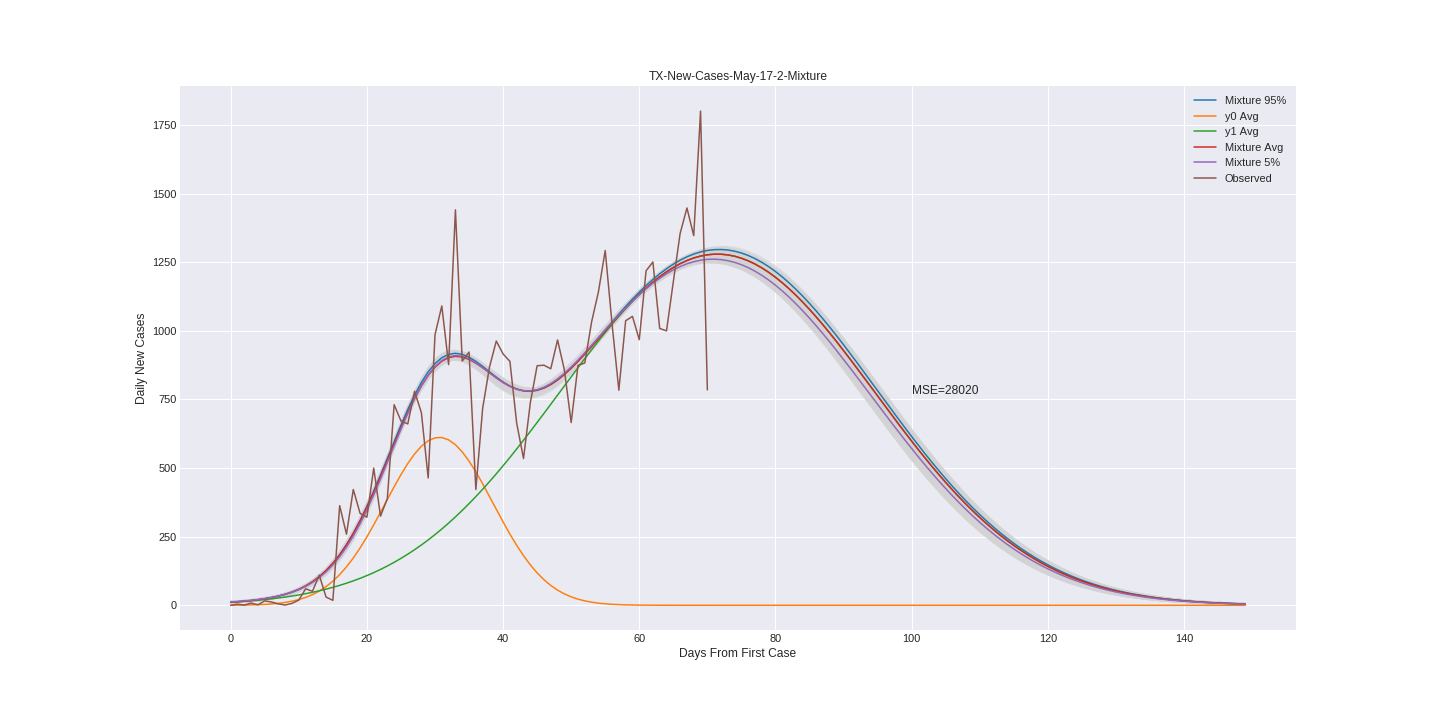 TX-New-Cases-May-17-2-Mixture
Mixture 95%
y0 Avg
y1 Avg
Mixture Avg
Mixture 5%
Observed
Daily New Cases
1750
1500
1250
1000
750
500
250
0
MSE=28020
0 20 40 60 80 100 120 140
Days From First Case